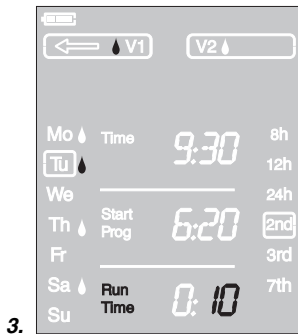 V1 V2
Mo Time 9:30 8h
Tu 12h
We 24h
Th Start Prog 6:20 2nd
Fr 3rd
Sa Run Time 0:10 7th
Su
3.